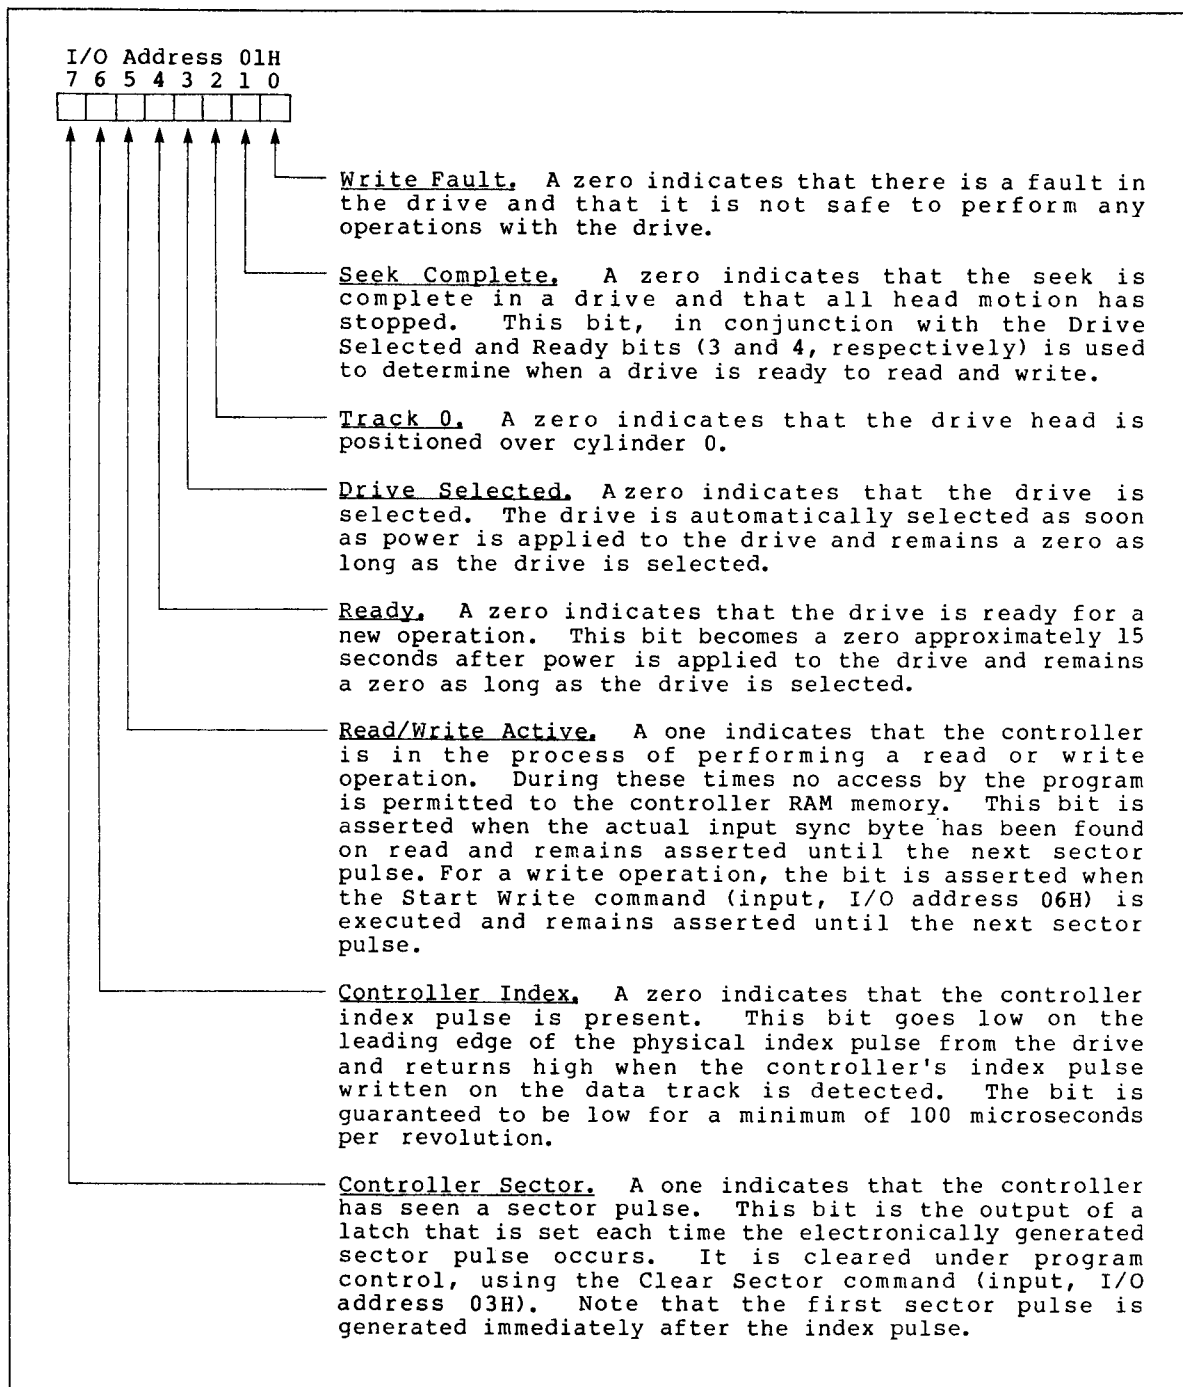 I/O Address 01H
7 6 5 4 3 2 1 0
Write Fault. A zero indicates that there is a fault in
the drive and that it is not safe to perform any
operations with the drive.
Seek Complete. A zero indicates that the seek is
complete in a drive and that all head motion has
stopped. This bit, in conjunction with the Drive
Selected and Ready bits (3 and 4, respectively) is used
to determine when a drive is ready to read and write.
Track 0. A zero indicates that the drive head is
positioned over cylinder 0.
Drive Selected. A zero indicates that the drive is
selected. The drive is automatically selected as soon
as power is applied to the drive and remains a zero as
long as the drive is selected.
Ready. A zero indicates that the drive is ready for a
new operation. This bit becomes a zero approximately 15
seconds after power is applied to the drive and remains
a zero as long as the drive is selected.
Read/Write Active. A one indicates that the controller
is in the process of performing a read or write
operation. During these times no access by the program
is permitted to the controller RAM memory. This bit is
asserted when the actual input sync byte has been found
on read and remains asserted until the next sector
pulse. For a write operation, the bit is asserted when
the Start Write command (input, I/O address 06H) is
executed and remains asserted until the next sector
pulse.
Controller Index. A zero indicates that the controller
index pulse is present. This bit goes low on the
leading edge of the physical index pulse from the drive
and returns high when the controller's index pulse
written on the data track is detected. The bit is
guaranteed to be low for a minimum of 100 microseconds
per revolution.
Controller Sector. A one indicates that the controller
has seen a sector pulse. This bit is the output of a
latch that is set each time the electronically generated
sector pulse occurs. It is cleared under program
control, using the Clear Sector command (input, I/O
address 03H). Note that the first sector pulse is
generated immediately after the index pulse.